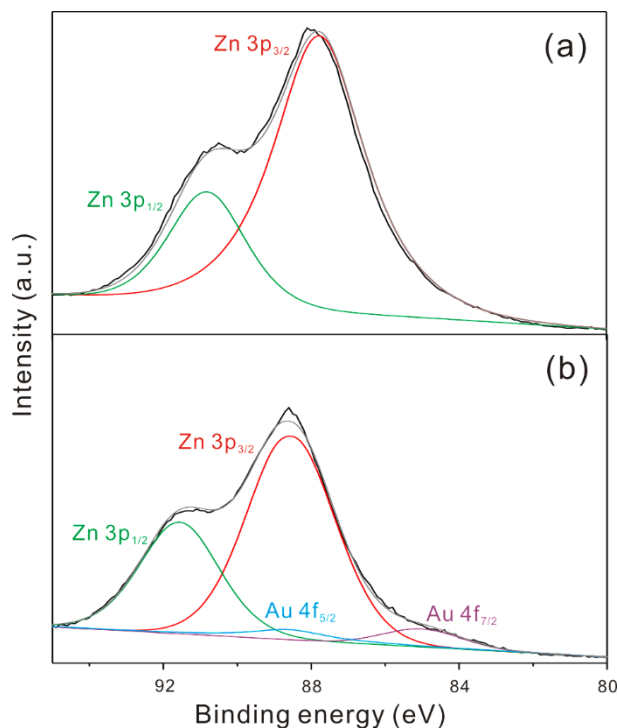 (a)
Zn 3p3/2
Zn 3p1/2
(b)
Zn 3p3/2
Zn 3p1/2
Au 4f5/2
Au 4f7/2
92 88 84 80
Binding energy (eV)
Intensity (a.u.)